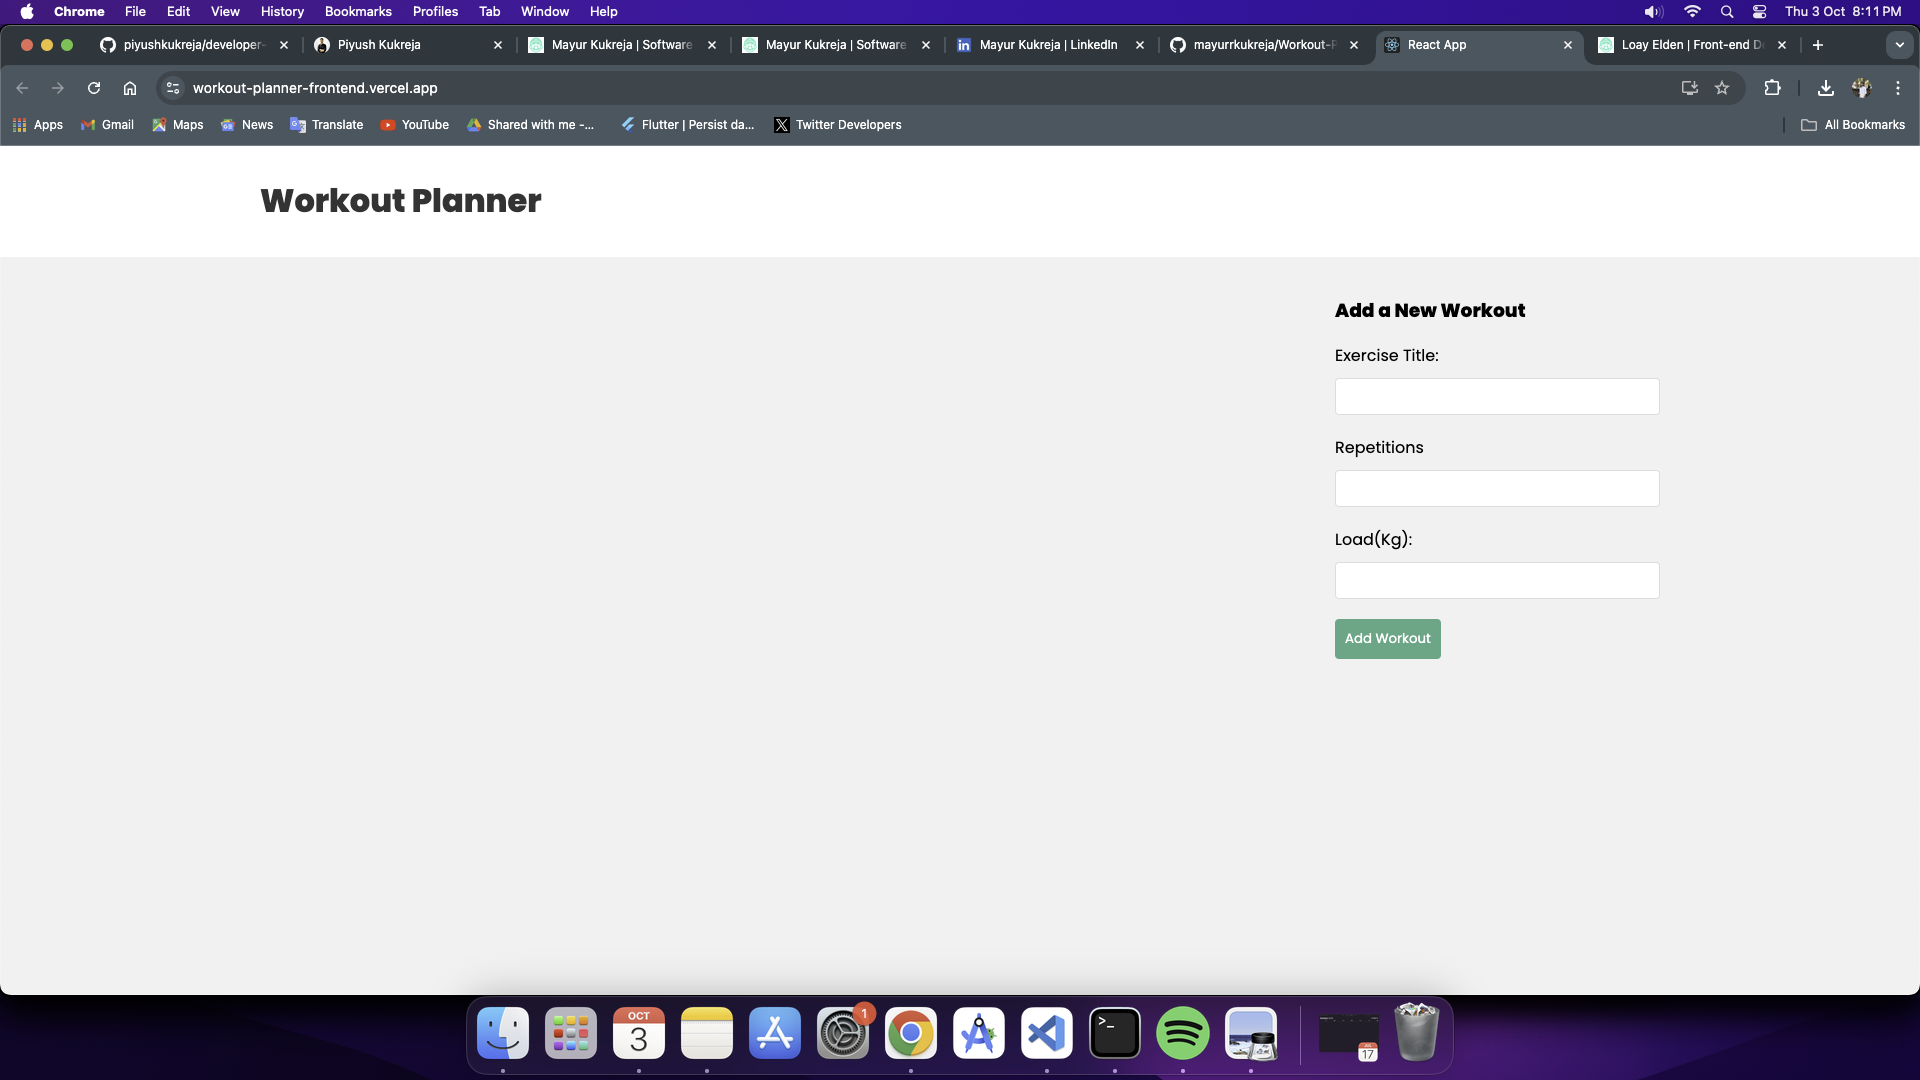 Chrome File Edit View History Bookmarks Profiles Tab Window Help Thu 3 Oct 8:11 PM
piyushkukreja/developer- Piyush Kukreja Mayur Kukreja | Software Mayur Kukreja | Software Mayur Kukreja | LinkedIn mayurrkukreja/Workout-P React App Loay Elden | Front-end D
workout-planner-frontend.vercel.app
Apps Gmail Maps News Translate YouTube Shared with me -... Flutter | Persist da... Twitter Developers All Bookmarks
Workout Planner
Add a New Workout
Exercise Title:
Repetitions
Load(Kg):
Add Workout
OCT
3
1
>_
17